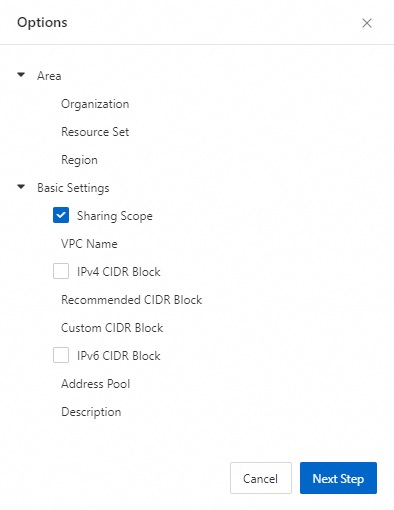 Options
Area
Organization
Resource Set
Region
Basic Settings
Sharing Scope
VPC Name
IPv4 CIDR Block
Recommended CIDR Block
Custom CIDR Block
IPv6 CIDR Block
Address Pool
Description
Cancel Next Step